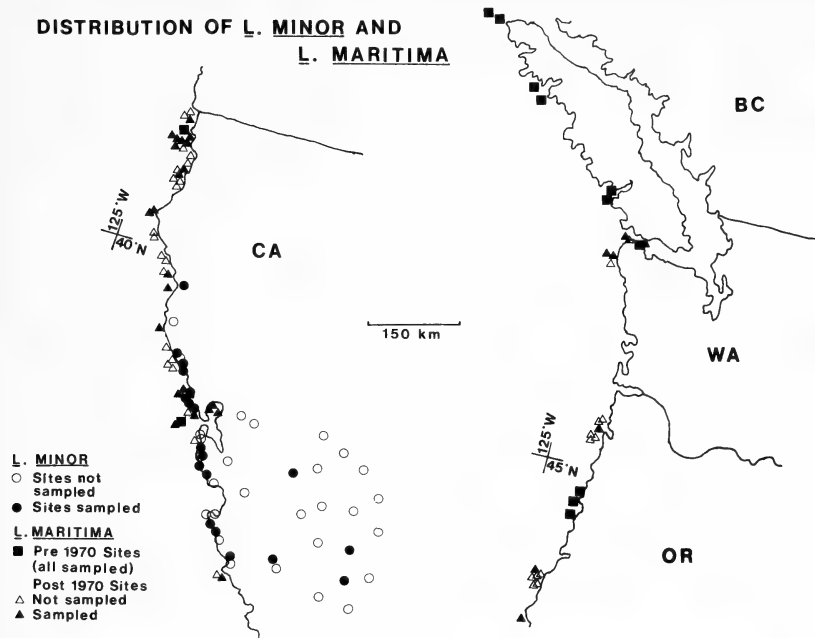 DISTRIBUTION OF L. MINOR AND
L. MARITIMA
BC
125°W
40°N
CA
150 km
WA
125°W
45°N
OR
L. MINOR
○ Sites not
sampled
● Sites sampled
L. MARITIMA
■ Pre 1970 Sites
(all sampled)
Post 1970 Sites
△ Not sampled
▲ Sampled